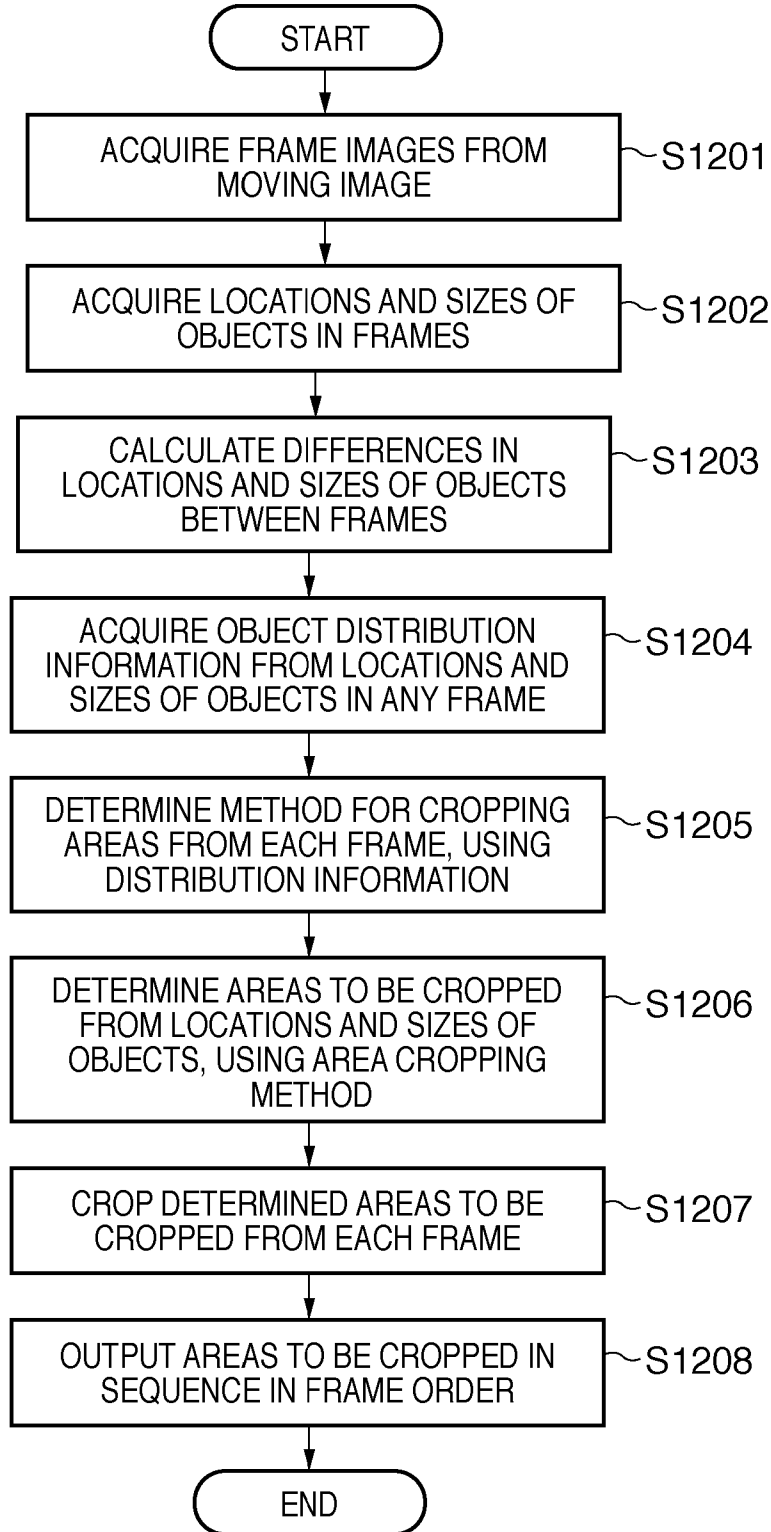 START
ACQUIRE FRAME IMAGES FROM
MOVING IMAGE
S1201
ACQUIRE LOCATIONS AND SIZES OF
OBJECTS IN FRAMES
S1202
CALCULATE DIFFERENCES IN
LOCATIONS AND SIZES OF OBJECTS
BETWEEN FRAMES
S1203
ACQUIRE OBJECT DISTRIBUTION
INFORMATION FROM LOCATIONS AND
SIZES OF OBJECTS IN ANY FRAME
S1204
DETERMINE METHOD FOR CROPPING
AREAS FROM EACH FRAME, USING
DISTRIBUTION INFORMATION
S1205
DETERMINE AREAS TO BE CROPPED
FROM LOCATIONS AND SIZES OF
OBJECTS, USING AREA CROPPING
METHOD
S1206
CROP DETERMINED AREAS TO BE
CROPPED FROM EACH FRAME
S1207
OUTPUT AREAS TO BE CROPPED IN
SEQUENCE IN FRAME ORDER
S1208
END